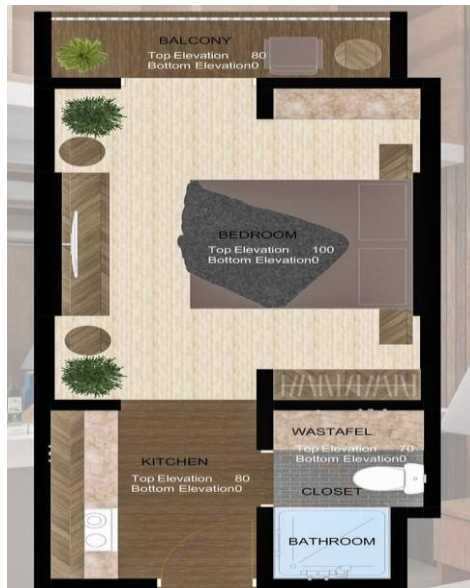 BALCONY
Top Elevation 80
Bottom Elevation0
BEDROOM
Top Elevation 100
Bottom Elevation0
WASTAFEL
Top Elevation 70
Bottom Elevation0
KITCHEN
Top Elevation 80
Bottom Elevation0
CLOSET
BATHROOM